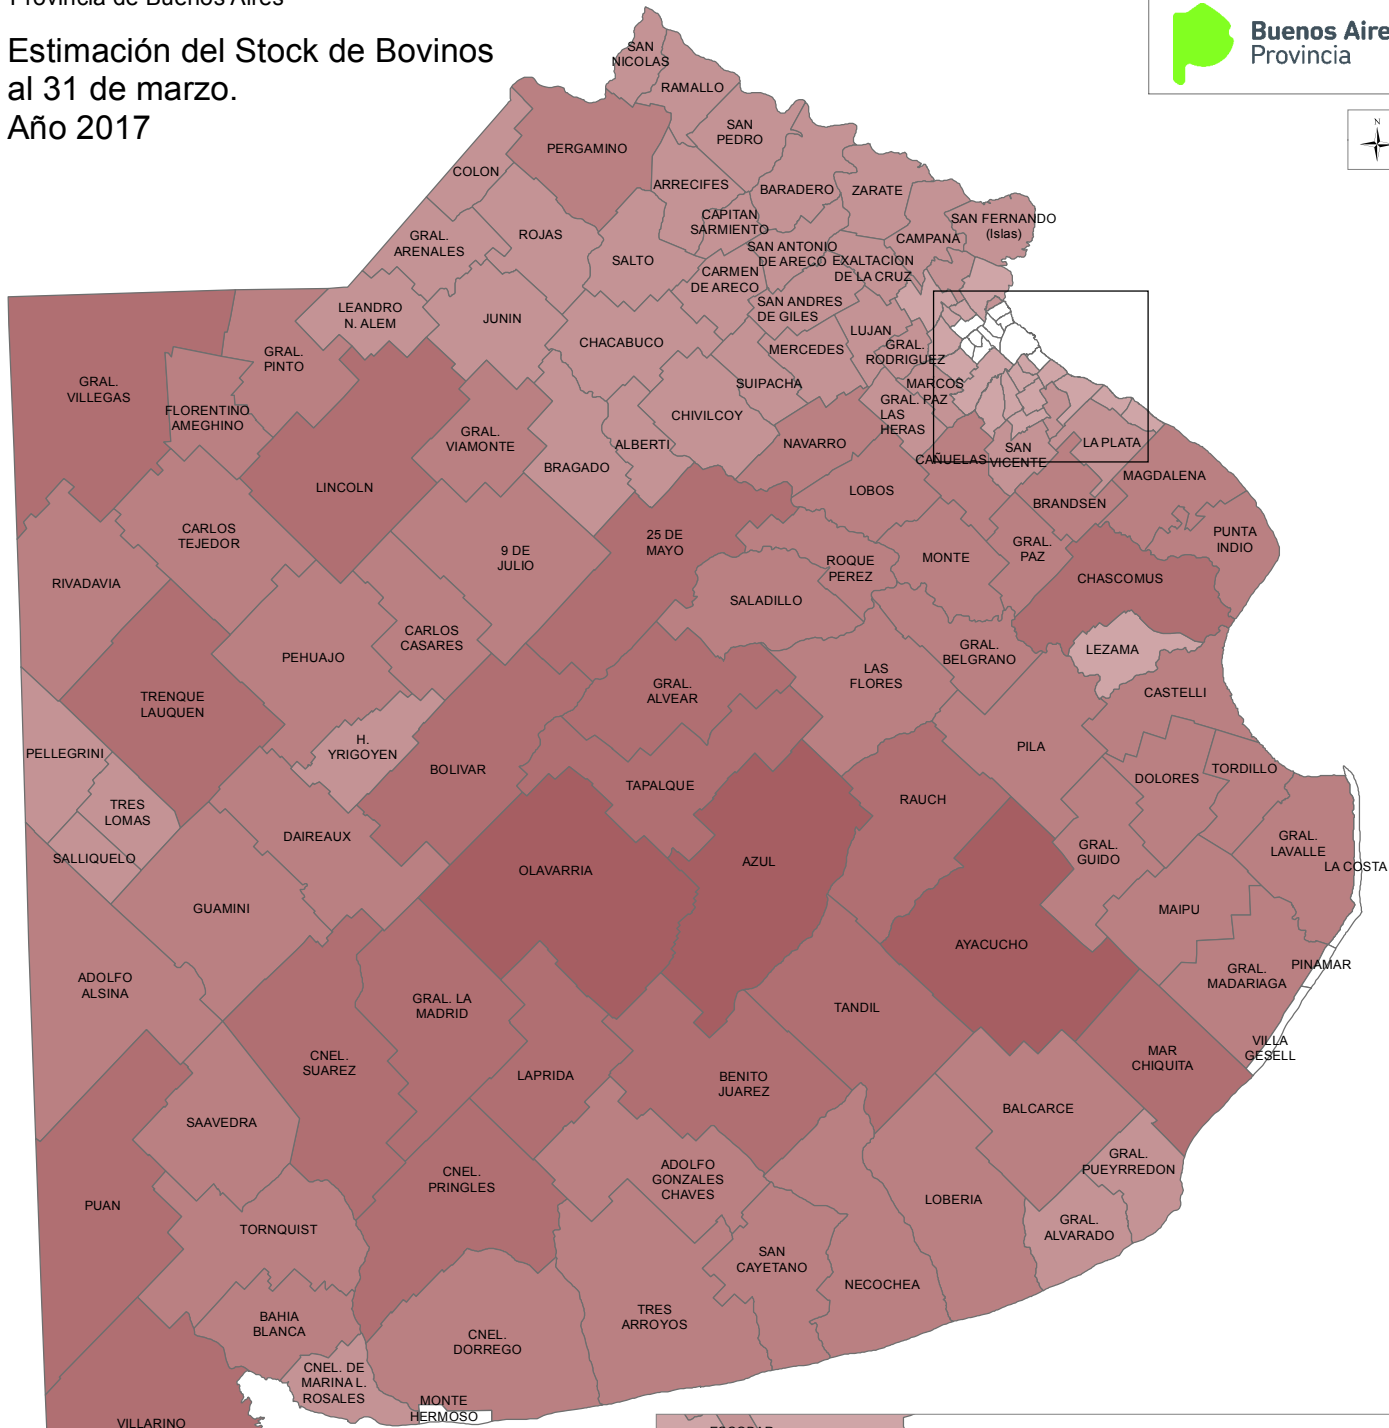 Provincia de Buenos Aires
Estimación del Stock de Bovinos
al 31 de marzo.
Año 2017
Buenos Aire
Provincia
N
SAN
NICOLAS
RAMALLO
SAN
PEDRO
PERGAMINO
COLON
ARRECIFES
BARADERO
ZARATE
CAPITAN
SARMIENTO
SAN FERNANDO
(Islas)
CAMPANA
GRAL.
ARENALES
ROJAS
SALTO
SAN ANTONIO
DE ARECO
EXALTACION
DE LA CRUZ
CARMEN
DE ARECO
SAN ANDRES
DE GILES
LEANDRO
N. ALEM
JUNIN
CHACABUCO
MERCEDES
LUJAN
GRAL.
RODRIGUEZ
GRAL.
PINTO
GRAL.
VILLEGAS
FLORENTINO
AMEGHINO
SUIPACHA
MARCOS
GRAL. PAZ
LAS
HERAS
CHIVILCOY
ALBERTI
BRAGADO
GRAL.
VIAMONTE
NAVARRO
CAÑUELAS
SAN
VICENTE
LA PLATA
LINCOLN
LOBOS
MAGDALENA
BRANDSEN
CARLOS
TEJEDOR
9 DE
JULIO
25 DE
MAYO
ROQUE
PEREZ
MONTE
GRAL.
PAZ
PUNTA
INDIO
RIVADAVIA
SALADILLO
CHASCOMUS
CARLOS
CASARES
PEHUAJO
GRAL.
BELGRANO
LEZAMA
TRENQUE
LAUQUEN
GRAL.
ALVEAR
LAS
FLORES
CASTELLI
PELLEGRINI
H.
YRIGOYEN
BOLIVAR
TAPALQUE
PILA
DOLORES
TORDILLO
TRES
LOMAS
RAUCH
SALLIQUELO
DAIREAUX
OLAVARRIA
AZUL
GRAL.
GUIDO
GRAL.
LAVALLE
LA COSTA
GUAMINI
MAIPU
AYACUCHO
ADOLFO
ALSINA
GRAL. LA
MADRID
TANDIL
GRAL.
MADARIAGA
PINAMAR
CNEL.
SUAREZ
LAPRIDA
BENITO
JUAREZ
MAR
CHIQUITA
VILLA
GESELL
SAAVEDRA
BALCARCE
PUAN
CNEL.
PRINGLES
ADOLFO
GONZALES
CHAVES
LOBERIA
GRAL.
PUEYRREDON
TORNQUIST
GRAL.
ALVARADO
SAN
CAYETANO
NECOCHEA
BAHIA
BLANCA
TRES
ARROYOS
CNEL.
DORREGO
CNEL. DE
MARINA L.
ROSALES
MONTE
HERMOSO
VILLARINO
ESCOBAR